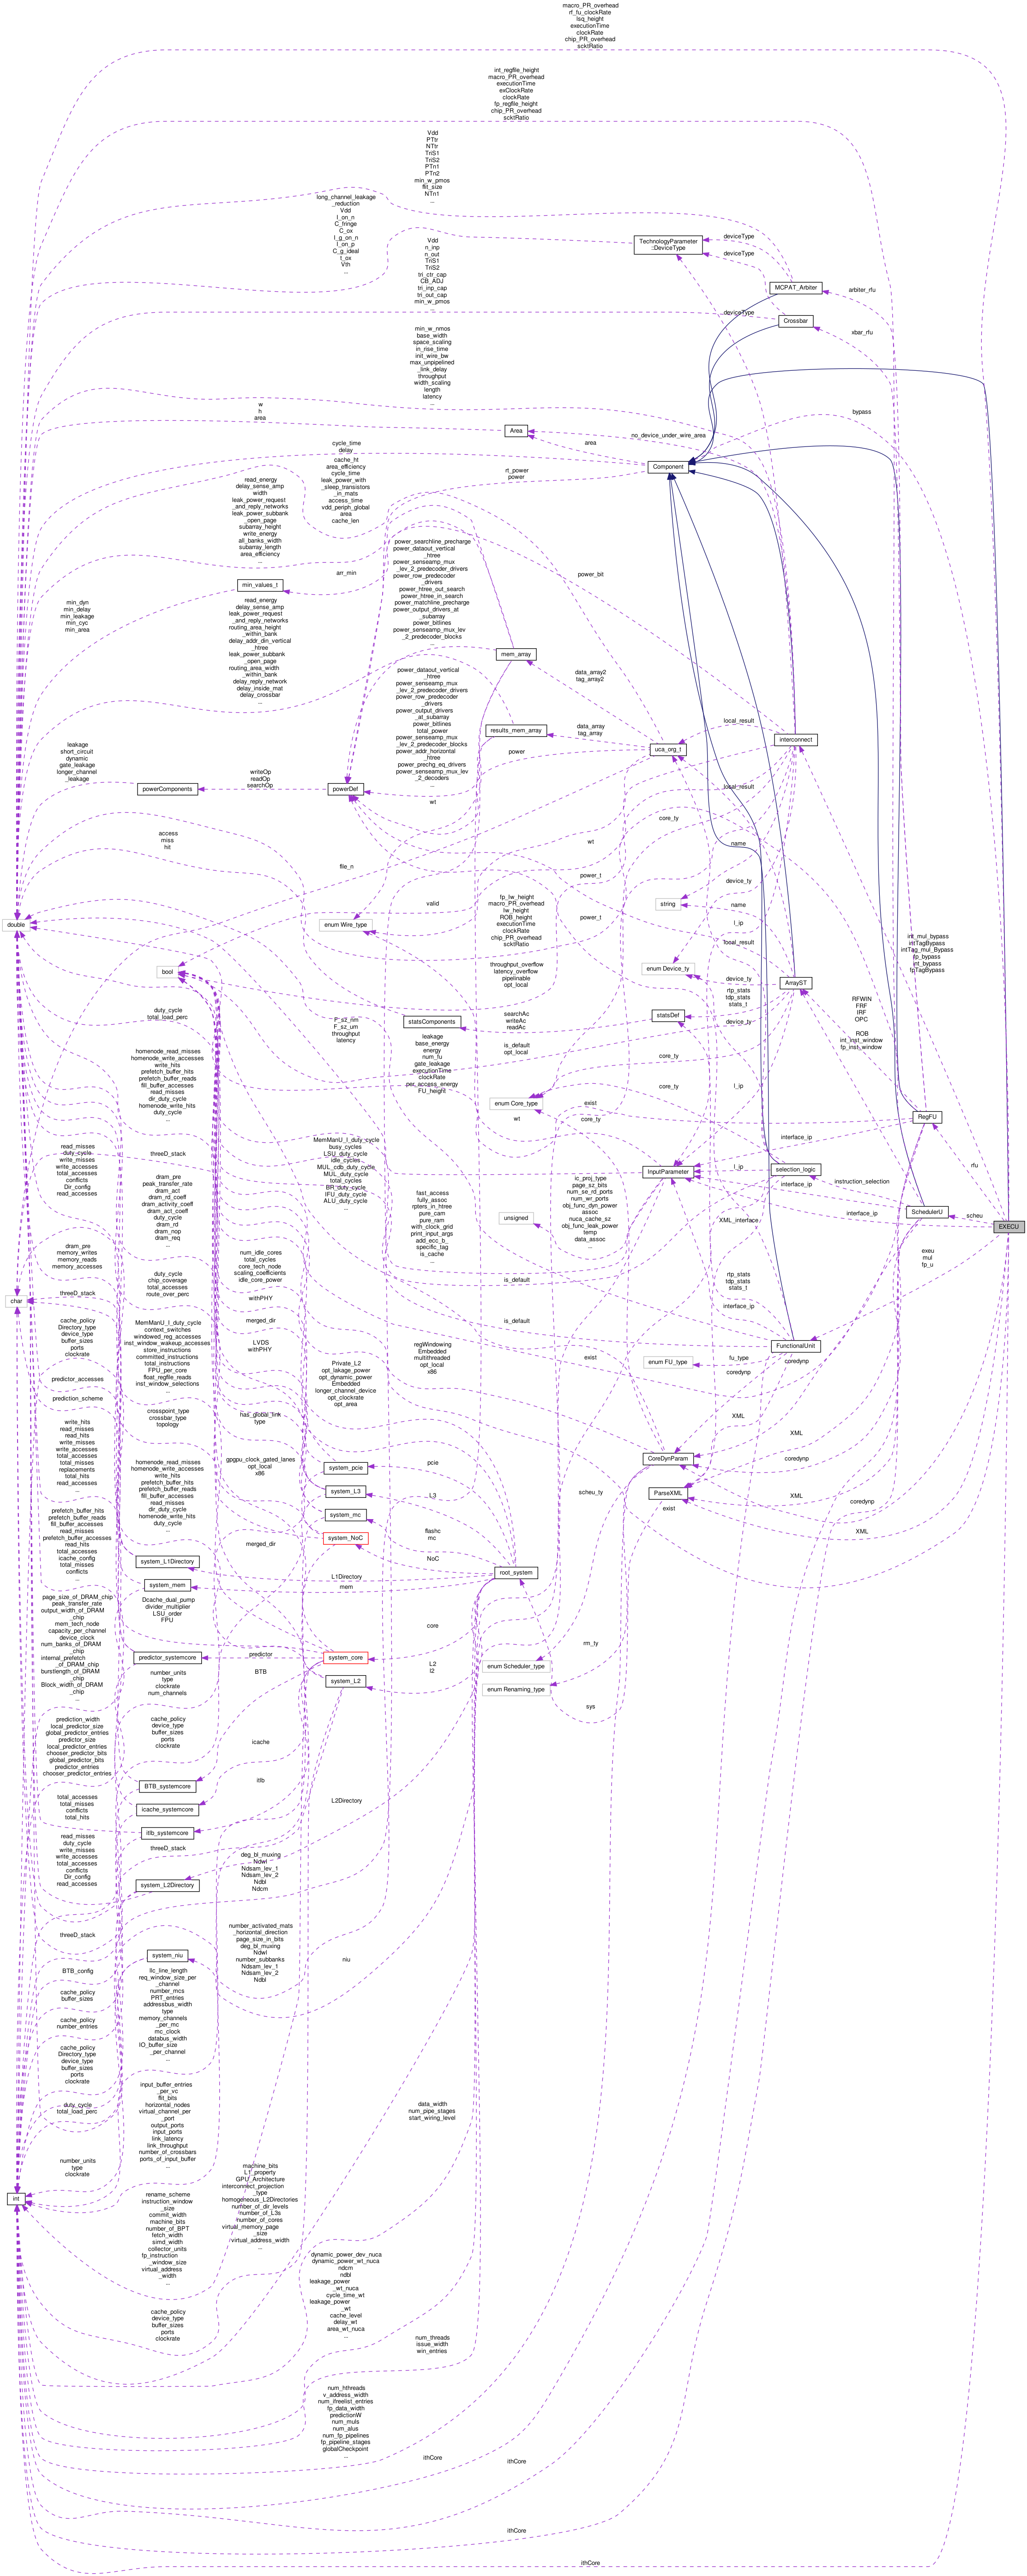 macro_PR_overhead
rf_fu_clockRate
lsq_height
executionTime
clockRate
chip_PR_overhead
scktRatio
int_regfile_height
macro_PR_overhead
executionTime
exClockRate
clockRate
fp_regfile_height
chip_PR_overhead
scktRatio
Vdd
PTtr
NTtr
TriS1
TriS2
PTn1
PTn2
min_w_pmos
flit_size
NTn1
...
long_channel_leakage
_reduction
Vdd
I_on_n
C_fringe
C_ox
I_g_on_n
I_on_p
C_g_ideal
t_ox
Vth
...
TechnologyParameter
::DeviceType
deviceType
deviceType
MCPAT_Arbiter
arbiter_rfu
Vdd
n_inp
n_out
TriS1
TriS2
tri_ctr_cap
CB_ADJ
tri_inp_cap
tri_out_cap
min_w_pmos
...
deviceType
Crossbar
xbar_rfu
min_w_nmos
base_width
space_scaling
in_rise_time
init_wire_bw
max_unpipelined
_link_delay
throughput
width_scaling
length
latency
...
w
h
area
Area
area
no_device_under_wire_area
bypass
Component
cycle_time
delay
rt_power
power
cache_ht
area_efficiency
cycle_time
leak_power_with
_sleep_transistors
_in_mats
access_time
vdd_periph_global
area
cache_len
read_energy
delay_sense_amp
width
leak_power_request
_and_reply_networks
leak_power_subbank
_open_page
subarray_height
write_energy
all_banks_width
subarray_length
area_efficiency
...
power_searchline_precharge
power_dataout_vertical
_htree
power_senseamp_mux
_lev_2_predecoder_drivers
power_row_predecoder
_drivers
power_htree_out_search
power_htree_in_search
power_matchline_precharge
power_output_drivers_at
_subarray
power_bitlines
power_senseamp_mux_lev
_2_predecoder_blocks
...
min_values_t
arr_min
power_bit
min_dyn
min_delay
min_leakage
min_cyc
min_area
read_energy
delay_sense_amp
leak_power_request
_and_reply_networks
routing_area_height
_within_bank
delay_addr_din_vertical
_htree
leak_power_subbank
_open_page
routing_area_width
_within_bank
delay_reply_network
delay_inside_mat
delay_crossbar
...
mem_array
data_array2
tag_array2
power_dataout_vertical
_htree
power_senseamp_mux
_lev_2_predecoder_drivers
power_row_predecoder
_drivers
power_output_drivers
_at_subarray
power_bitlines
total_power
power_senseamp_mux
_lev_2_predecoder_blocks
power_addr_horizontal
_htree
power_prechg_eq_drivers
power_senseamp_mux_lev
_2_decoders
...
results_mem_array
data_array
tag_array
uca_org_t
local_result
interconnect
power
leakage
short_circuit
dynamic
gate_leakage
longer_channel
_leakage
powerComponents
writeOp
readOp
searchOp
powerDef
wt
local_result
core_ty
access
miss
hit
file_n
wt
name
power_t
device_ty
string
name
double
valid
enum Wire_type
fp_lw_height
macro_PR_overhead
lw_height
ROB_height
executionTime
clockRate
chip_PR_overhead
scktRatio
power_t
l_ip
local_result
int_mul_bypass
intTagBypass
intTag_mul_Bypass
fp_bypass
int_bypass
fpTagBypass
bool
throughput_overflow
latency_overflow
pipelinable
opt_local
enum Device_ty
device_ty
ArrayST
rtp_stats
tdp_stats
stats_t
RFWIN
FRF
IRF
OPC
duty_cycle
total_load_perc
F_sz_nm
F_sz_um
throughput
latency
statsComponents
searchAc
writeAc
readAc
statsDef
device_ty
ROB
int_inst_window
fp_inst_window
is_default
opt_local
leakage
base_energy
energy
num_fu
gate_leakage
executionTime
clockRate
per_access_energy
FU_height
core_ty
core_ty
l_ip
enum Core_type
exist
wt
core_ty
RegFU
interface_ip
homenode_read_misses
homenode_write_accesses
write_hits
prefetch_buffer_hits
prefetch_buffer_reads
fill_buffer_accesses
read_misses
dir_duty_cycle
homenode_write_hits
duty_cycle
...
MemManU_I_duty_cycle
busy_cycles
LSU_duty_cycle
idle_cycles
MUL_cdb_duty_cycle
MUL_duty_cycle
total_cycles
BR_duty_cycle
IFU_duty_cycle
ALU_duty_cycle
...
read_misses
duty_cycle
write_misses
write_accesses
total_accesses
conflicts
Dir_config
read_accesses
threeD_stack
InputParameter
l_ip
selection_logic
instruction_selection
rfu
interface_ip
dram_pre
peak_transfer_rate
dram_act
dram_rd_coeff
dram_activity_coeff
dram_act_coeff
duty_cycle
dram_rd
dram_nop
dram_req
...
fast_access
fully_assoc
rpters_in_htree
pure_cam
pure_ram
with_clock_grid
print_input_args
add_ecc_b_
specific_tag
is_cache
...
ic_proj_type
page_sz_bits
num_se_rd_ports
num_wr_ports
obj_func_dyn_power
assoc
nuca_cache_sz
obj_func_leak_power
temp
data_assoc
...
unsigned
interface_ip
SchedulerU
scheu
EXECU
XML_interface
exeu
mul
fp_u
dram_pre
memory_writes
memory_reads
memory_accesses
num_idle_cores
total_cycles
core_tech_node
scaling_coefficients
idle_core_power
duty_cycle
chip_coverage
total_accesses
route_over_perc
is_default
rtp_stats
tdp_stats
stats_t
interface_ip
char
threeD_stack
withPHY
merged_dir
is_default
cache_policy
Directory_type
device_type
buffer_sizes
ports
clockrate
MemManU_I_duty_cycle
context_switches
windowed_reg_accesses
inst_window_wakeup_accesses
store_instructions
committed_instructions
total_instructions
FPU_per_core
float_regfile_reads
inst_window_selections
...
LVDS
withPHY
regWindowing
Embedded
multithreaded
opt_local
x86
exist
enum FU_type
fu_type
FunctionalUnit
coredynp
coredynp
predictor_accesses
prediction_scheme
Private_L2
opt_lakage_power
opt_dynamic_power
Embedded
longer_channel_device
opt_clockrate
opt_area
crosspoint_type
crossbar_type
topology
has_global_link
type
XML
XML
coredynp
write_hits
read_misses
read_hits
write_misses
write_accesses
total_accesses
total_misses
replacements
total_hits
read_accesses
homenode_read_misses
homenode_write_accesses
write_hits
prefetch_buffer_hits
prefetch_buffer_reads
fill_buffer_accesses
read_misses
dir_duty_cycle
homenode_write_hits
duty_cycle
...
gpgpu_clock_gated_lanes
opt_local
x86
system_pcie
pcie
CoreDynParam
scheu_ty
system_L3
L3
ParseXML
XML
coredynp
exist
prefetch_buffer_hits
prefetch_buffer_reads
fill_buffer_accesses
read_misses
prefetch_buffer_accesses
read_hits
total_accesses
icache_config
total_misses
conflicts
...
system_mc
flashc
mc
XML
merged_dir
system_NoC
NoC
system_L1Directory
L1Directory
root_system
system_mem
mem
page_size_of_DRAM_chip
peak_transfer_rate
output_width_of_DRAM
_chip
mem_tech_node
capacity_per_channel
device_clock
num_banks_of_DRAM
_chip
internal_prefetch
_of_DRAM_chip
burstlength_of_DRAM
_chip
Block_width_of_DRAM
_chip
...
Dcache_dual_pump
divider_multiplier
LSU_order
FPU
core
rm_ty
predictor_systemcore
predictor
system_core
enum Scheduler_type
BTB
L2
l2
system_L2
enum Renaming_type
sys
number_units
type
clockrate
num_channels
prediction_width
local_predictor_size
global_predictor_entries
predictor_size
local_predictor_entries
chooser_predictor_bits
global_predictor_bits
predictor_entries
chooser_predictor_entries
cache_policy
device_type
buffer_sizes
ports
clockrate
icache
BTB_systemcore
itlb
icache_systemcore
L2Directory
total_accesses
total_misses
conflicts
total_hits
itlb_systemcore
threeD_stack
read_misses
duty_cycle
write_misses
write_accesses
total_accesses
conflicts
Dir_config
read_accesses
deg_bl_muxing
Ndwl
Ndsam_lev_1
Ndsam_lev_2
Ndbl
Ndcm
system_L2Directory
threeD_stack
number_activated_mats
_horizontal_direction
page_size_in_bits
deg_bl_muxing
Ndwl
number_subbanks
Ndsam_lev_1
Ndsam_lev_2
Ndbl
system_niu
niu
BTB_config
llc_line_length
req_window_size_per
_channel
number_mcs
PRT_entries
addressbus_width
type
memory_channels
_per_mc
mc_clock
databus_width
IO_buffer_size
_per_channel
...
cache_policy
buffer_sizes
cache_policy
number_entries
cache_policy
Directory_type
device_type
buffer_sizes
ports
clockrate
input_buffer_entries
_per_vc
flit_bits
horizontal_nodes
virtual_channel_per
_port
output_ports
input_ports
link_latency
link_throughput
number_of_crossbars
ports_of_input_buffer
...
duty_cycle
total_load_perc
data_width
num_pipe_stages
start_wiring_level
number_units
type
clockrate
int
machine_bits
L1_property
GPU_Architecture
interconnect_projection
_type
homogeneous_L2Directories
number_of_dir_levels
number_of_L3s
number_of_cores
virtual_memory_page
_size
virtual_address_width
...
rename_scheme
instruction_window
_size
commit_width
machine_bits
number_of_BPT
fetch_width
simd_width
collector_units
fp_instruction
_window_size
virtual_address
_width
...
dynamic_power_dev_nuca
dynamic_power_wt_nuca
ndcm
ndbl
leakage_power
_wt_nuca
cycle_time_wt
leakage_power
_wt
cache_level
delay_wt
area_wt_nuca
...
cache_policy
device_type
buffer_sizes
ports
clockrate
num_threads
issue_width
win_entries
num_hthreads
v_address_width
num_ifreelist_entries
fp_data_width
predictionW
num_muls
num_alus
num_fp_pipelines
fp_pipeline_stages
globalCheckpoint
...
ithCore
ithCore
ithCore
ithCore